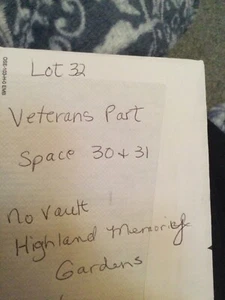 Lot 32
Veterans Part
Space 30 + 31
No Vault
Highland Memorial
Gardens